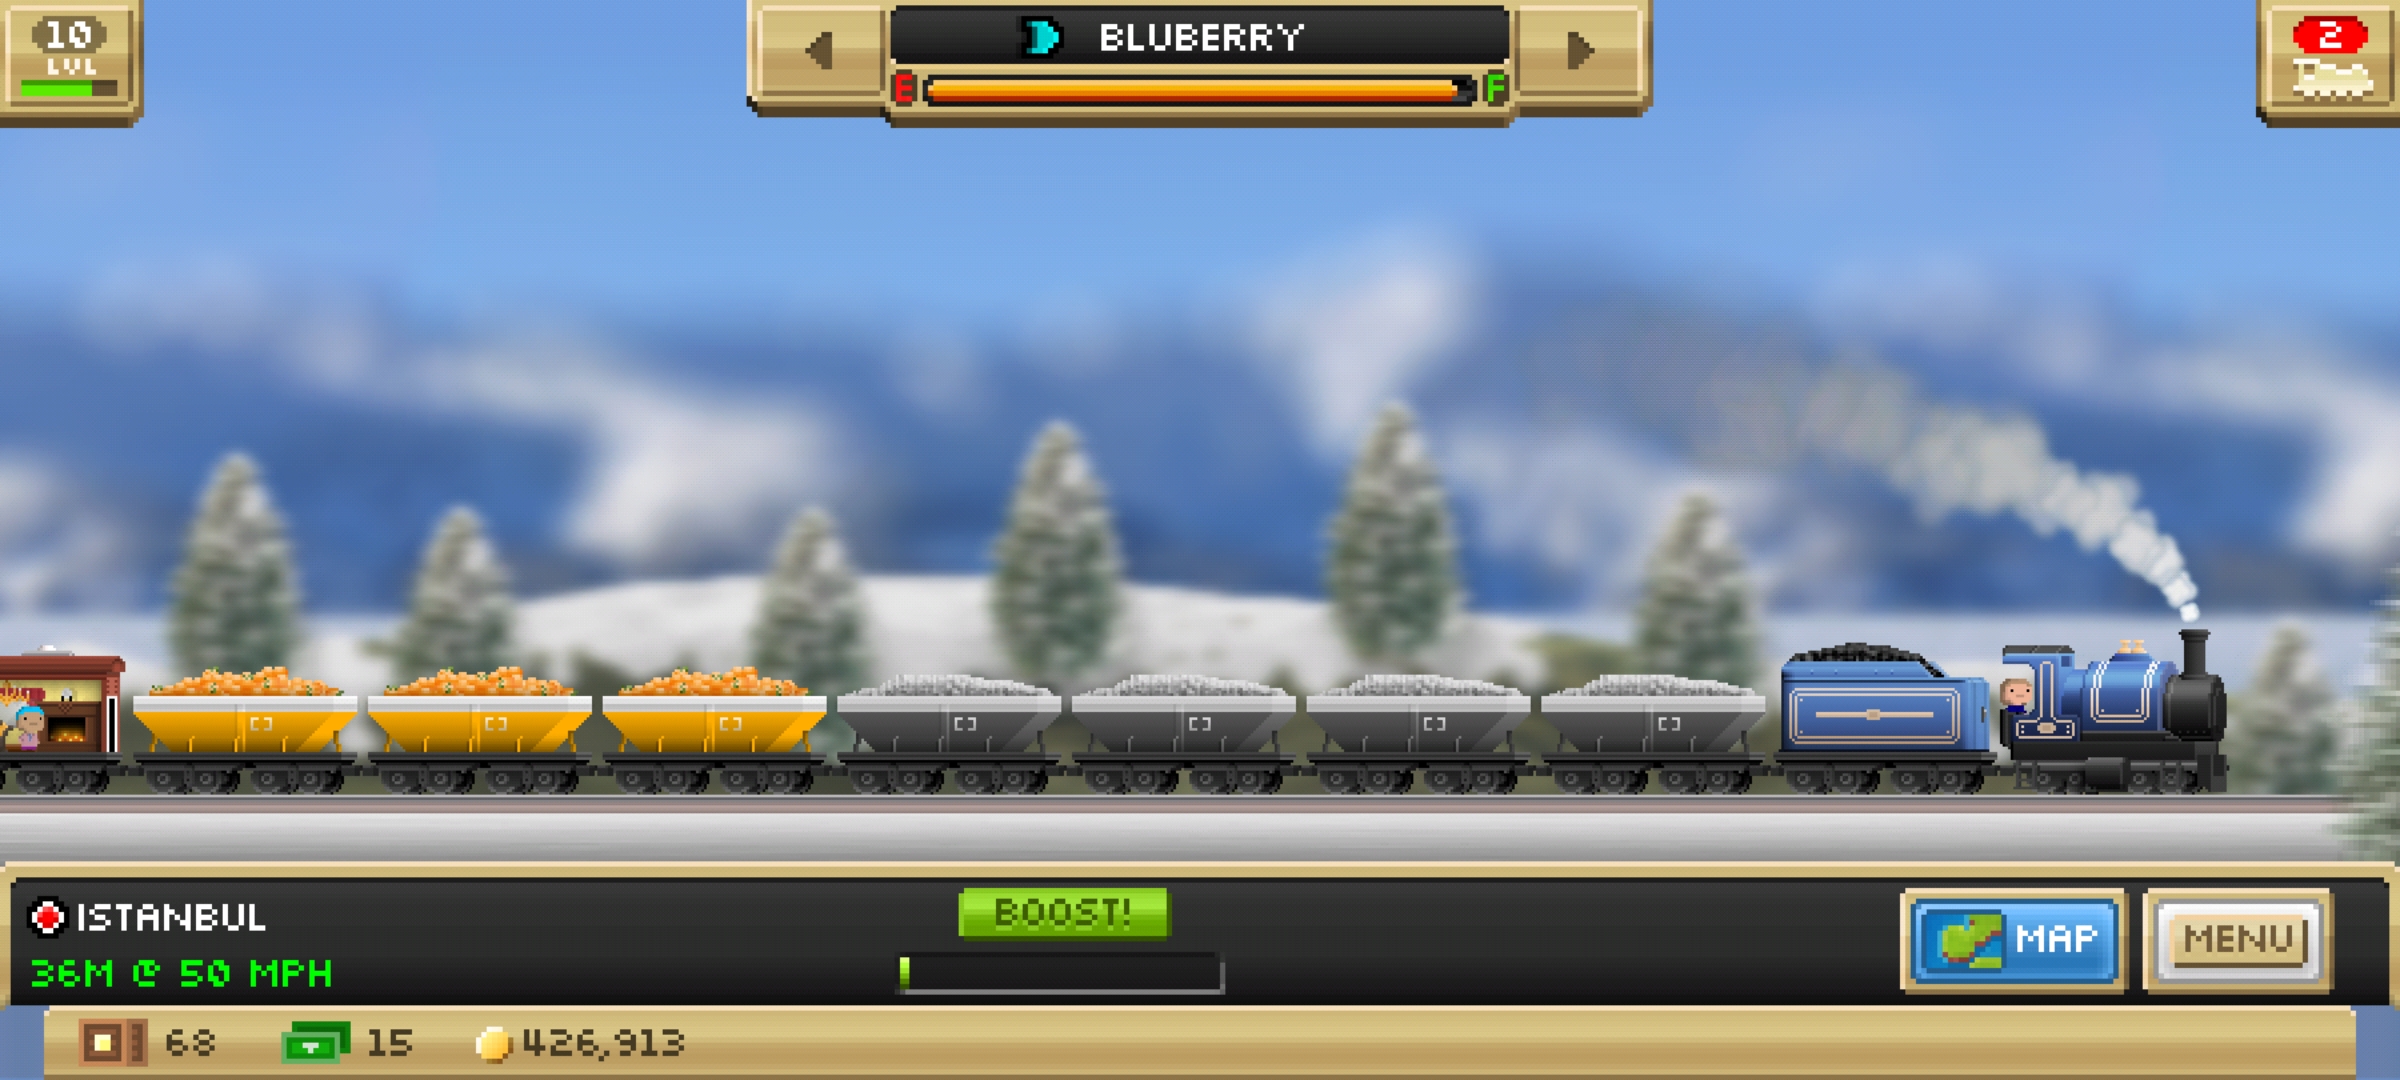 10
LVL
BLUBERRY
E F
2
ISTANBUL
36M @ 50 MPH
BOOST!
MAP
MENU
68 15 426,913